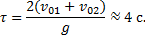 τ = 2(v₀₁ + v₀₂)/g ≈ 4 с.